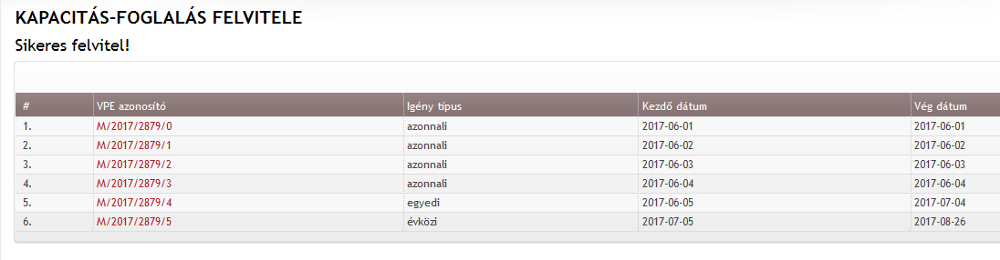 KAPACITÁS-FOGLALÁS FELVITELE
Sikeres felvitel!
# VPE azonosító Igény típus Kezdő dátum Vég dátum
1. M/2017/2879/0 azonnali 2017-06-01 2017-06-01
2. M/2017/2879/1 azonnali 2017-06-02 2017-06-02
3. M/2017/2879/2 azonnali 2017-06-03 2017-06-03
4. M/2017/2879/3 azonnali 2017-06-04 2017-06-04
5. M/2017/2879/4 egyedi 2017-06-05 2017-07-04
6. M/2017/2879/5 évközi 2017-07-05 2017-08-26